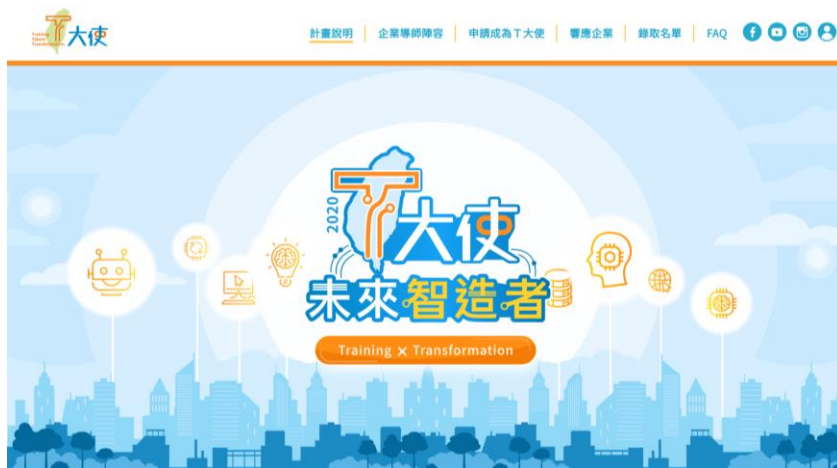 T大使
計畫說明
企業導師陣容
申請成為T大使
響應企業
錄取名單
FAQ
2020
T大使
未來智造者
Training × Transformation